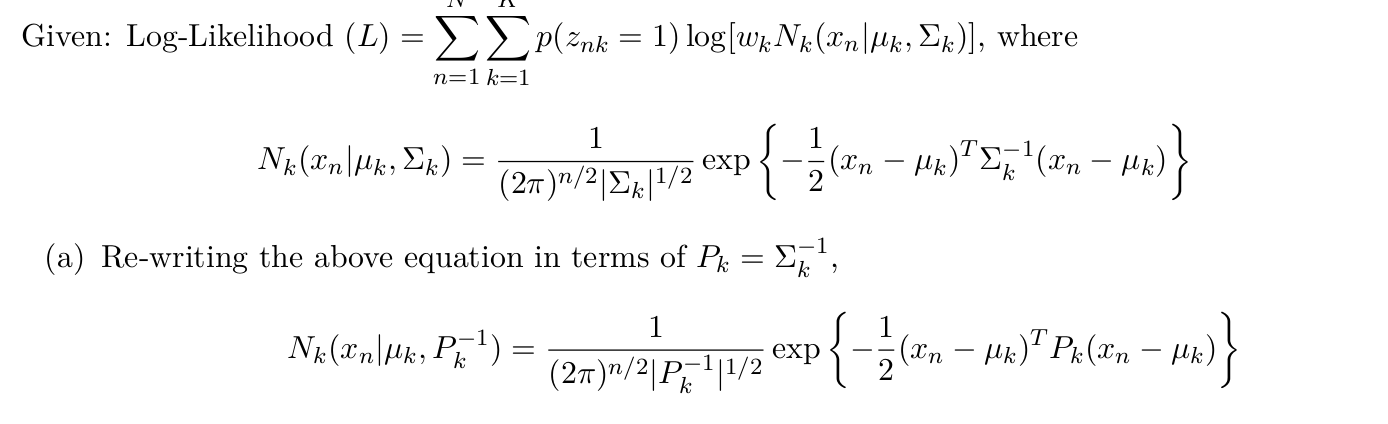 Given: Log-Likelihood (L) = \sum_{n=1}^{N} \sum_{k=1}^{K} p(z_{nk} = 1) \log[w_k N_k(x_n|\mu_k, \Sigma_k)], where
N_k(x_n|\mu_k, \Sigma_k) = \frac{1}{(2\pi)^{n/2}|\Sigma_k|^{1/2}} \exp\left\{-\frac{1}{2}(x_n - \mu_k)^T \Sigma_k^{-1}(x_n - \mu_k)\right\}
(a) Re-writing the above equation in terms of P_k = \Sigma_k^{-1},
N_k(x_n|\mu_k, P_k^{-1}) = \frac{1}{(2\pi)^{n/2}|P_k^{-1}|^{1/2}} \exp\left\{-\frac{1}{2}(x_n - \mu_k)^T P_k(x_n - \mu_k)\right\}